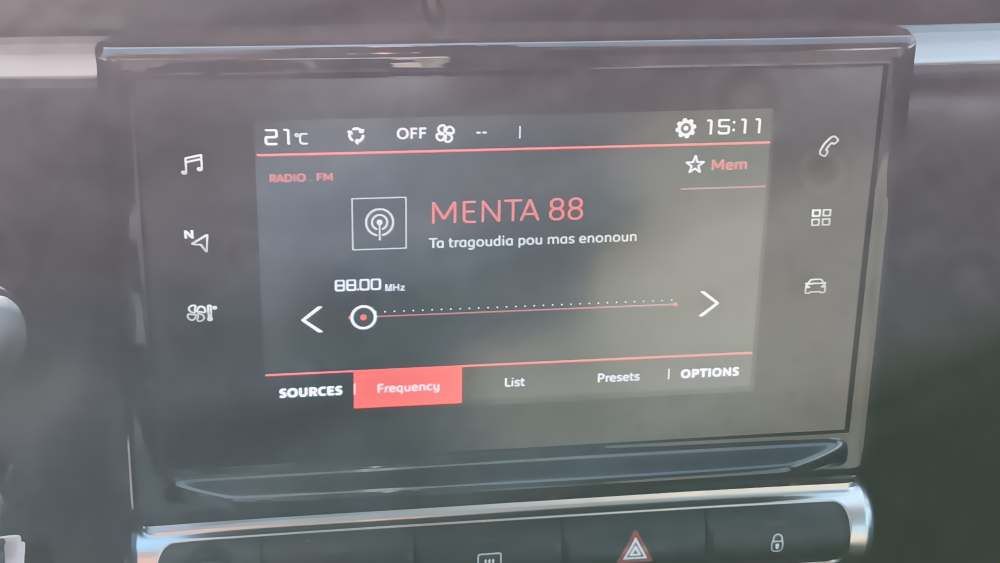 21°C OFF -- | 15:11
RADIO . FM
Mem
MENTA 88
Ta tragoudia pou mas enonoun
88.00 MHz
SOURCES | Frequency List Presets | OPTIONS
N